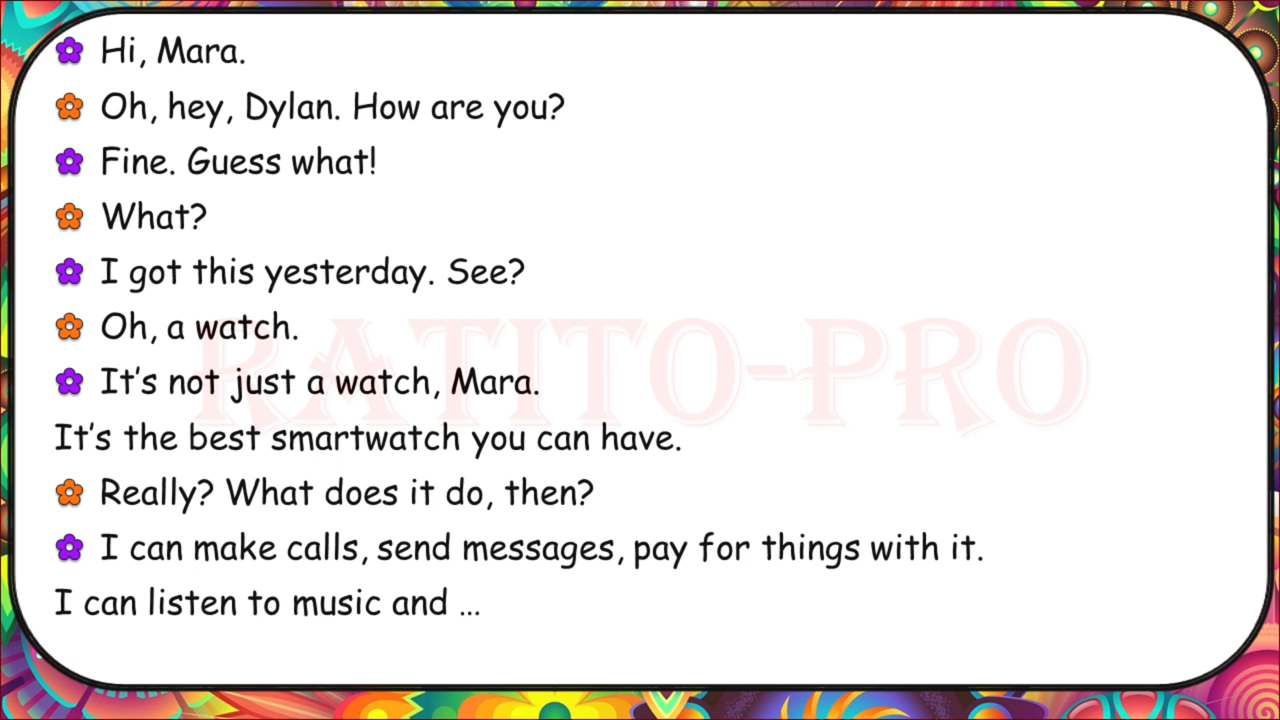 Hi, Mara.
Oh, hey, Dylan. How are you?
Fine. Guess what!
What?
I got this yesterday. See?
Oh, a watch.
It's not just a watch, Mara.
It's the best smartwatch you can have.
Really? What does it do, then?
I can make calls, send messages, pay for things with it.
I can listen to music and ...
RATITO-PRO